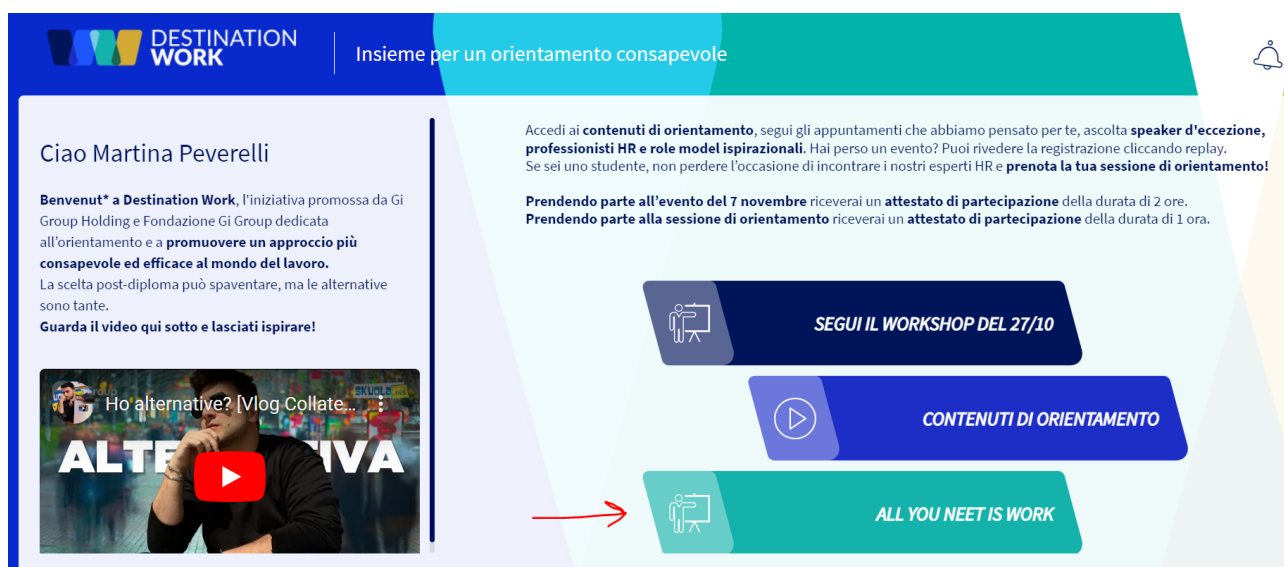 DESTINATION
WORK
Insieme per un orientamento consapevole
Ciao Martina Peverelli
Benvenut* a Destination Work, l'iniziativa promossa da Gi
Group Holding e Fondazione Gi Group dedicata
all'orientamento e a promuovere un approccio più
consapevole ed efficace al mondo del lavoro.
La scelta post-diploma può spaventare, ma le alternative
sono tante.
Guarda il video qui sotto e lasciati ispirare!
Ho alternative? [Vlog Collate...
SKUOLA
Accedi ai contenuti di orientamento, segui gli appuntamenti che abbiamo pensato per te, ascolta speaker d'eccezione,
professionisti HR e role model ispirazionali. Hai perso un evento? Puoi rivedere la registrazione cliccando replay.
Se sei uno studente, non perdere l'occasione di incontrare i nostri esperti HR e prenota la tua sessione di orientamento!
Prendendo parte all'evento del 7 novembre riceverai un attestato di partecipazione della durata di 2 ore.
Prendendo parte alla sessione di orientamento riceverai un attestato di partecipazione della durata di 1 ora.
SEGUI IL WORKSHOP DEL 27/10
CONTENUTI DI ORIENTAMENTO
ALL YOU NEET IS WORK